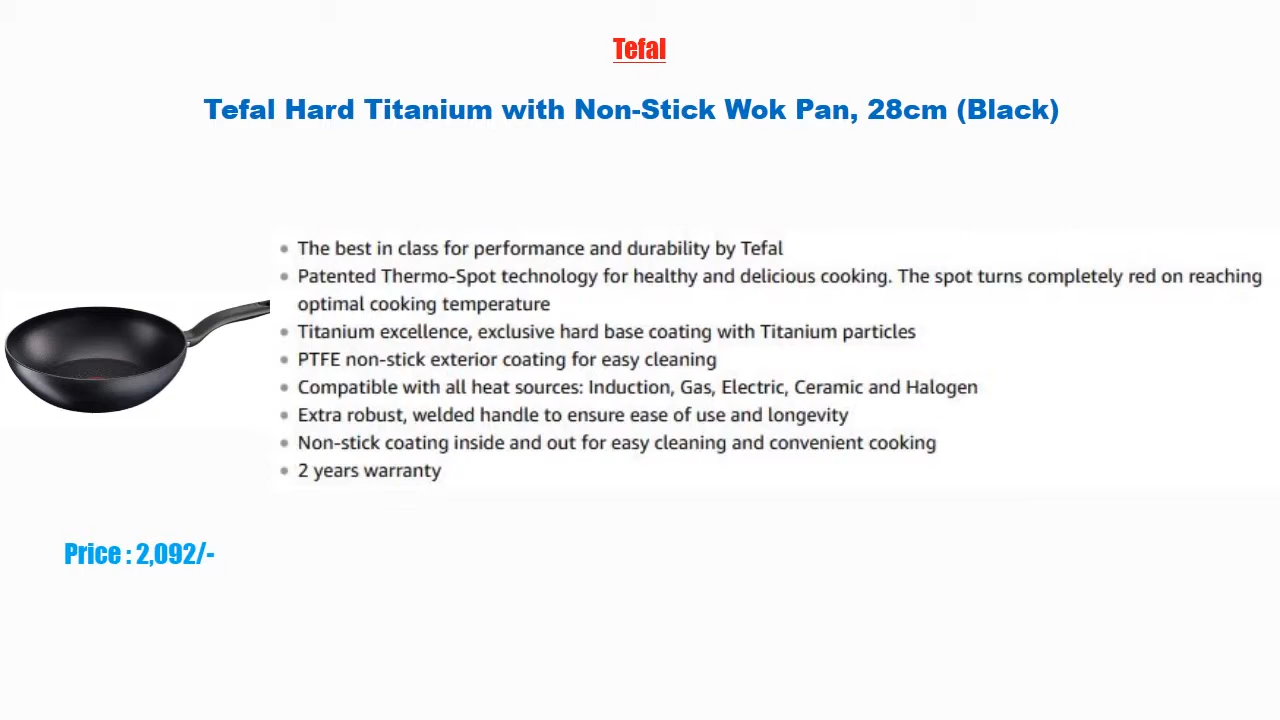 Tefal
Tefal Hard Titanium with Non-Stick Wok Pan, 28cm (Black)
The best in class for performance and durability by Tefal
Patented Thermo-Spot technology for healthy and delicious cooking. The spot turns completely red on reaching
optimal cooking temperature
Titanium excellence, exclusive hard base coating with Titanium particles
PTFE non-stick exterior coating for easy cleaning
Compatible with all heat sources: Induction, Gas, Electric, Ceramic and Halogen
Extra robust, welded handle to ensure ease of use and longevity
Non-stick coating inside and out for easy cleaning and convenient cooking
2 years warranty
Price : 2,092/-